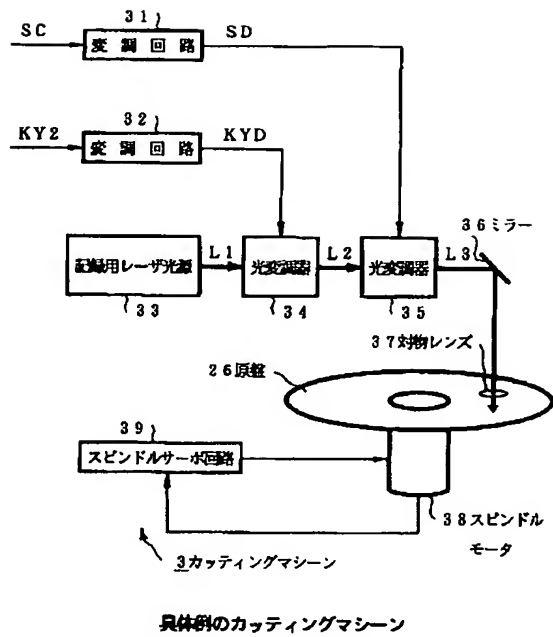 31
SC
変調回路
SD
32
KY2
変調回路
KYD
36ミラー
記録用レーザ光源
L1
光変調器
L2
光変調器
L3
33
34
35
37対物レンズ
26原盤
39
スピンドルサーボ回路
38スピンドル
モータ
3カッティングマシーン
具体例のカッティングマシーン